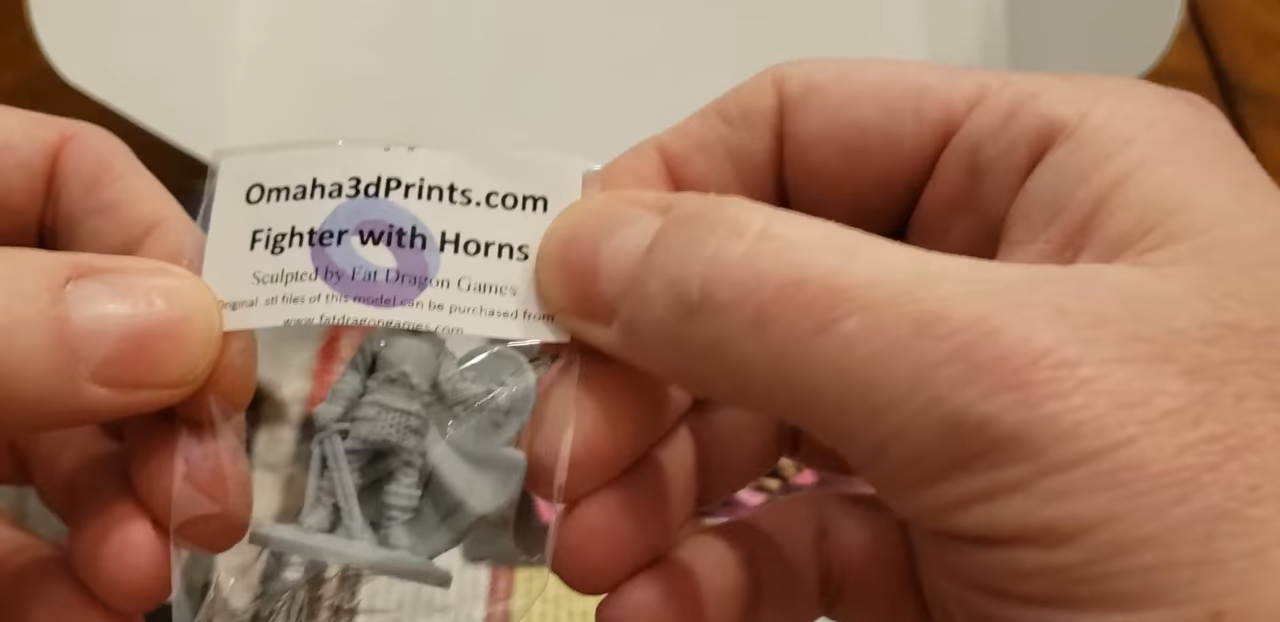 Omaha3dPrints.com
Fighter with Horns
Sculpted by Fat Dragon Games
Original .stl files of this model can be purchased from
www.fatdragongames.com